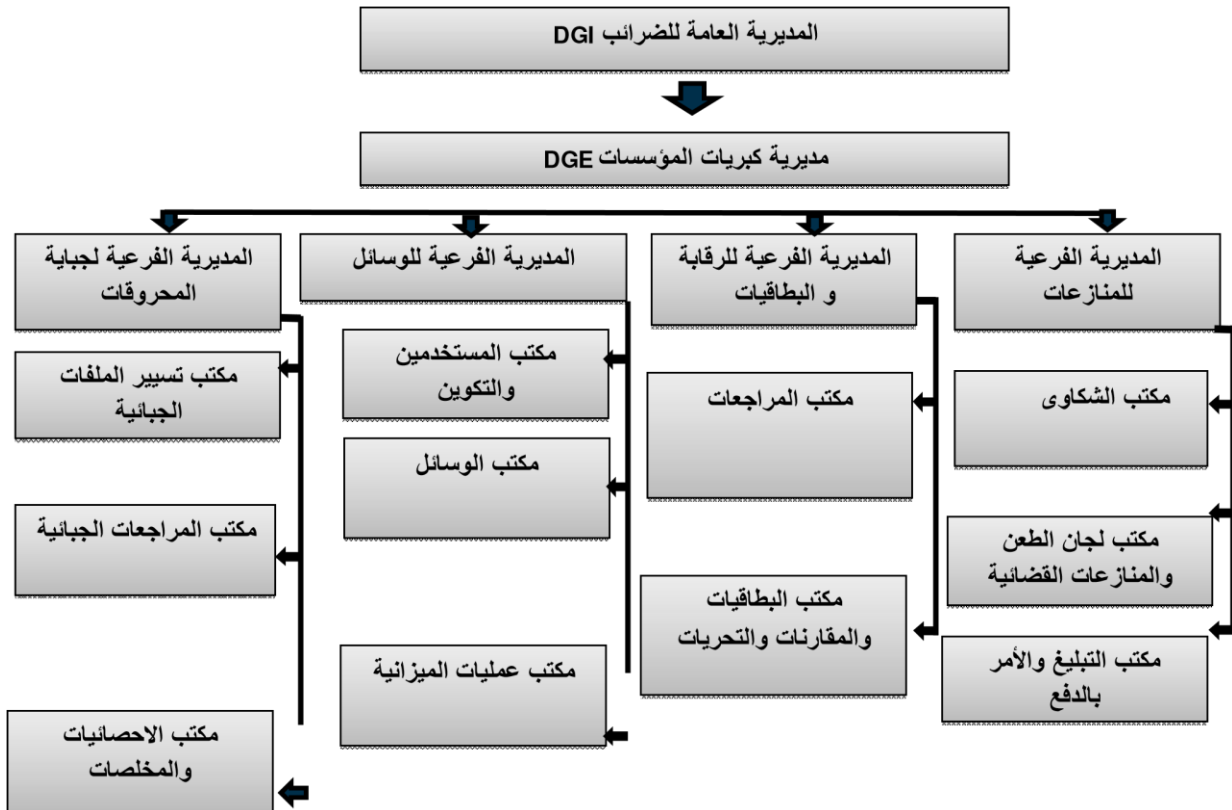 المديرية العامة للضرائب DGI
مديرية كبريات المؤسسات DGE
المديرية الفرعية
للمنازعات
المديرية الفرعية للرقابة
و البطاقيات
المديرية الفرعية للوسائل
المديرية الفرعية لجباية
المحروقات
مكتب الشكاوى
مكتب لجان الطعن
والمنازعات القضائية
مكتب التبليغ والأمر
بالدفع
مكتب المراجعات
مكتب البطاقيات
والمقارنات والتحريات
مكتب المستخدمين
والتكوين
مكتب الوسائل
مكتب عمليات الميزانية
مكتب تسيير الملفات
الجبائية
مكتب المراجعات الجبائية
مكتب الاحصائيات
والمخلصات